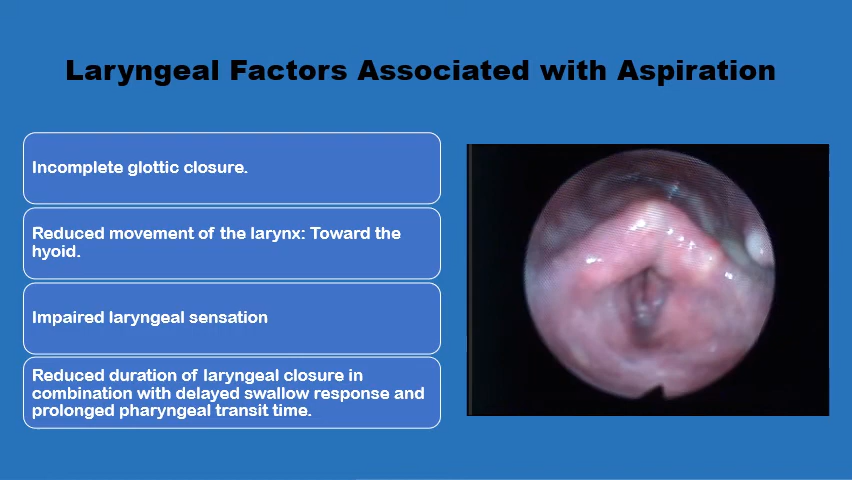 Laryngeal Factors Associated with Aspiration
Incomplete glottic closure.
Reduced movement of the larynx: Toward the
hyoid.
Impaired laryngeal sensation
Reduced duration of laryngeal closure in
combination with delayed swallow response and
prolonged pharyngeal transit time.